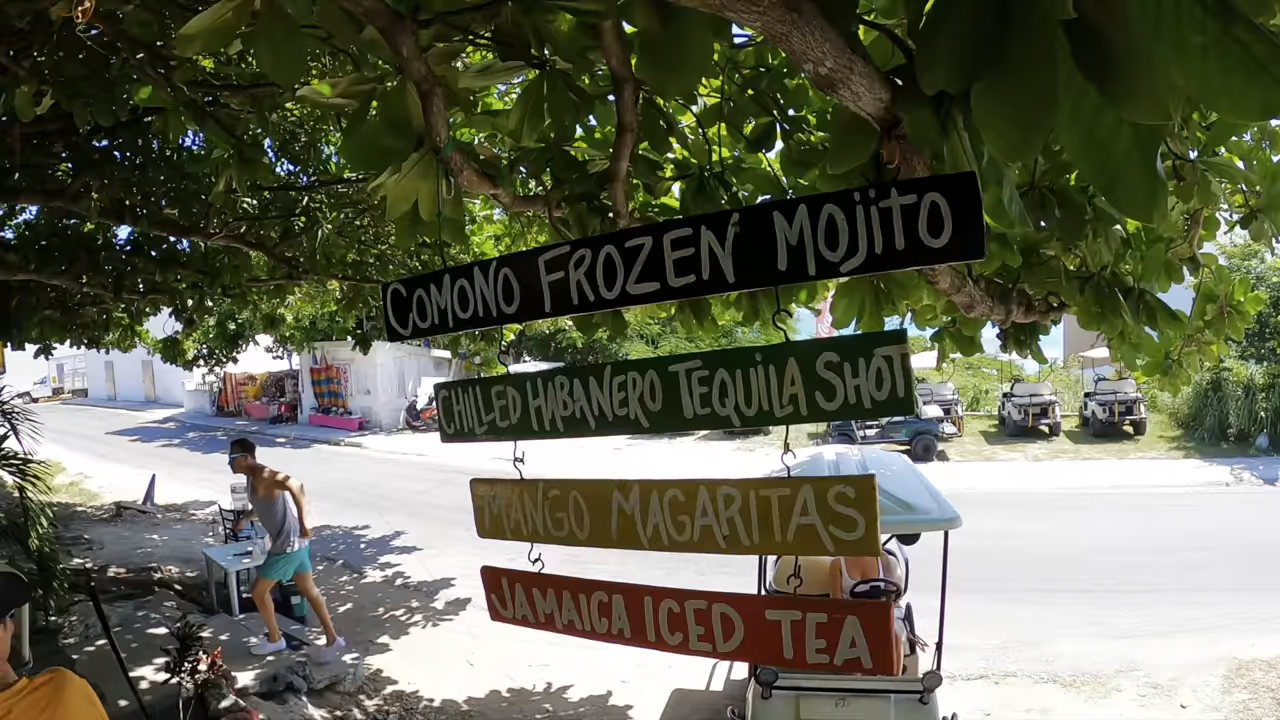 COMONO FROZEN MOJITO
CHILLED HABANERO TEQUILA SHOT
MANGO MAGARITAS
JAMAICA ICED TEA